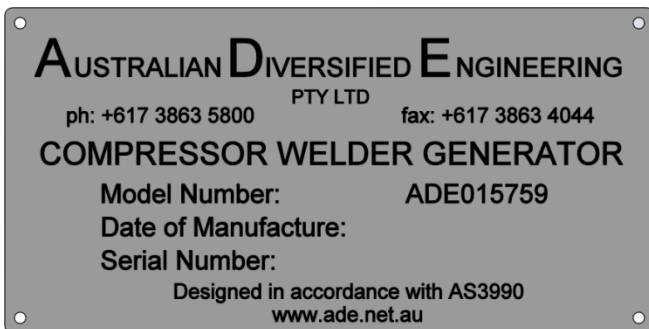 AUSTRALIAN DIVERSIFIED ENGINEERING
PTY LTD
ph: +617 3863 5800 fax: +617 3863 4044
COMPRESSOR WELDER GENERATOR
Model Number: ADE015759
Date of Manufacture:
Serial Number:
Designed in accordance with AS3990
www.ade.net.au